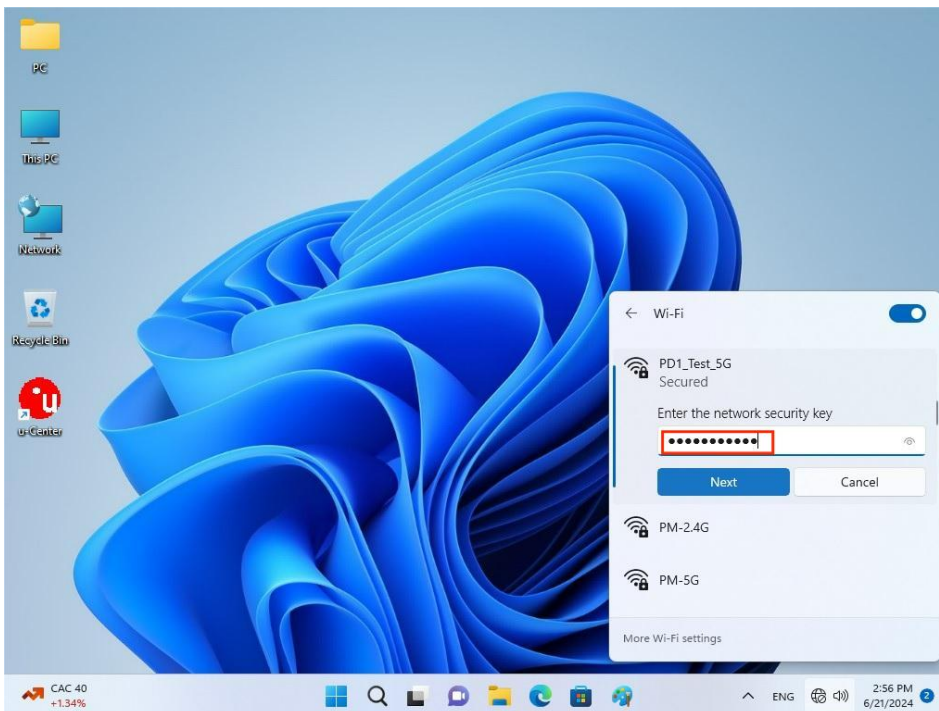 PC
This PC
Network
Recycle Bin
u
u-Center
Wi-Fi
PD1_Test_5G
Secured
Enter the network security key
•••••••••••
Next
Cancel
PM-2.4G
PM-5G
More Wi-Fi settings
CAC 40
+1.34%
ENG
2:56 PM
6/21/2024
2